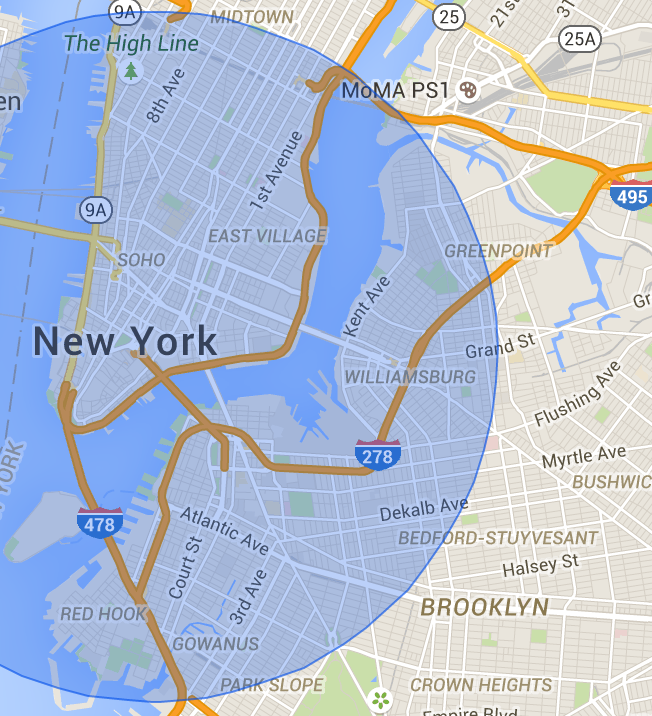 9A
MIDTOWN
25
21s
31
The High Line
25A
en
8th Ave
MoMA PS1
1st Avenue
495
9A
EAST VILLAGE
GREENPOINT
SOHO
Kent Ave
Gr
New York
Grand St
WILLIAMSBURG
Flushing Ave
278
Myrtle Ave
YORK
BUSHWIC
478
Dekalb Ave
Atlantic Ave
BEDFORD-STUYVESANT
Court St
Halsey St
3rd Ave
RED HOOK
BROOKLYN
GOWANUS
PARK SLOPE
CROWN HEIGHTS
Empire Blvd